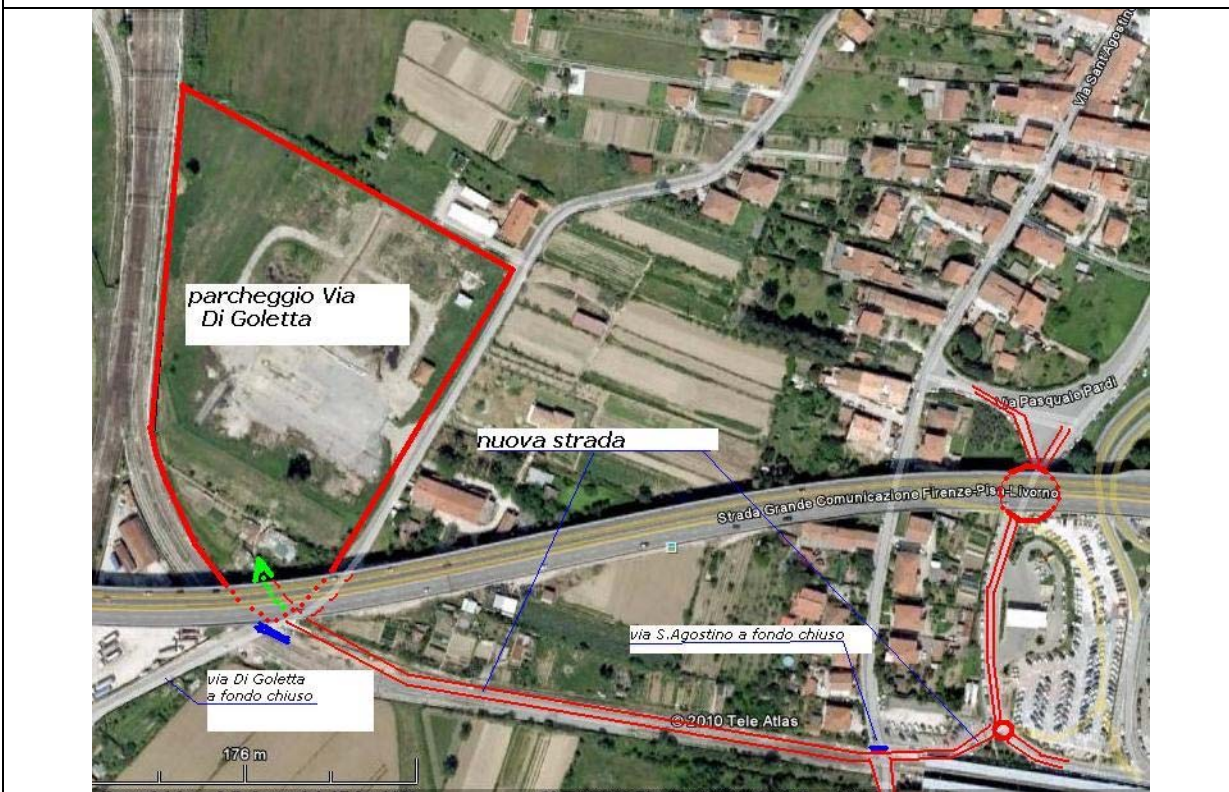 Via Sant'Agostino
parcheggio Via
Di Goletta
Via Pasquale Pardi
nuova strada
Strada Grande Comunicazione Firenze-Pisa-Livorno
via S.Agostino a fondo chiuso
via Di Goletta
a fondo chiuso
© 2010 Tele Atlas
176 m